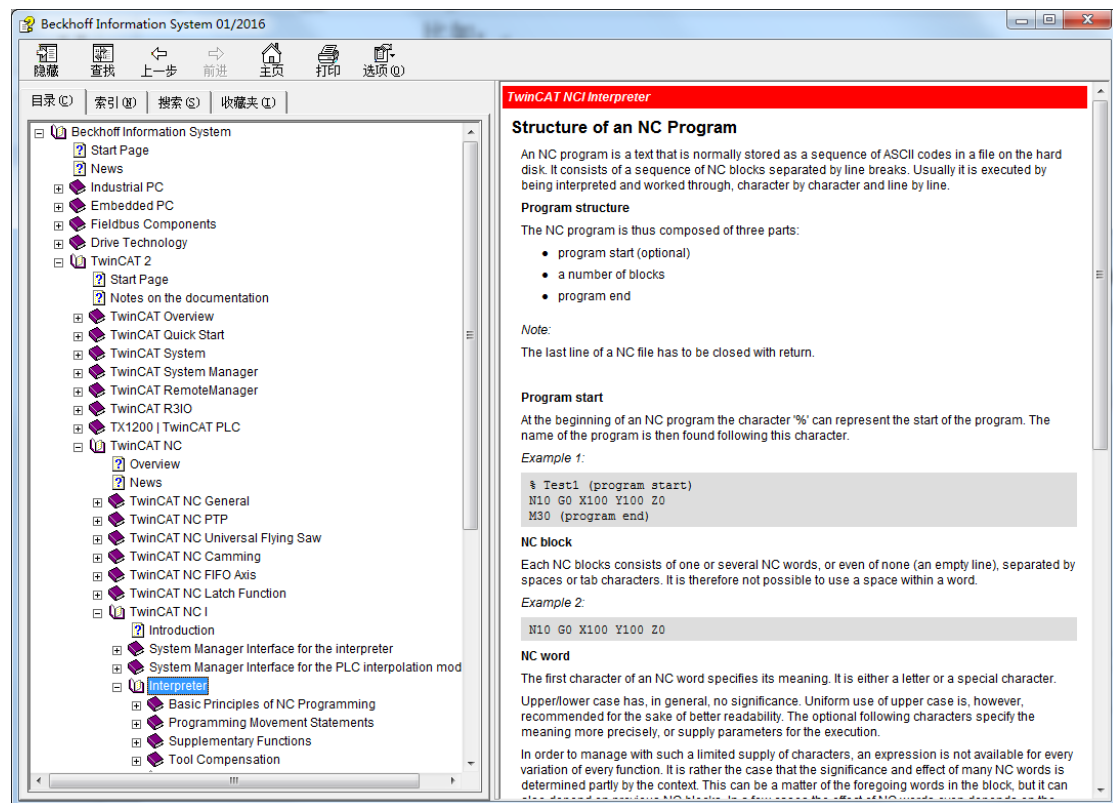 Beckhoff Information System 01/2016
隐藏 查找 上一步 前进 主页 打印 选项(O)
目录(C) 索引(N) 搜索(S) 收藏夹(I)
Beckhoff Information System
Start Page
News
Industrial PC
Embedded PC
Fieldbus Components
Drive Technology
TwinCAT 2
Start Page
Notes on the documentation
TwinCAT Overview
TwinCAT Quick Start
TwinCAT System
TwinCAT System Manager
TwinCAT RemoteManager
TwinCAT R3IO
TX1200 | TwinCAT PLC
TwinCAT NC
Overview
News
TwinCAT NC General
TwinCAT NC PTP
TwinCAT NC Universal Flying Saw
TwinCAT NC Camming
TwinCAT NC FIFO Axis
TwinCAT NC Latch Function
TwinCAT NC I
Introduction
System Manager Interface for the interpreter
System Manager Interface for the PLC interpolation mod
Interpreter
Basic Principles of NC Programming
Programming Movement Statements
Supplementary Functions
Tool Compensation
TwinCAT NCI Interpreter
Structure of an NC Program
An NC program is a text that is normally stored as a sequence of ASCII codes in a file on the hard
disk. It consists of a sequence of NC blocks separated by line breaks. Usually it is executed by
being interpreted and worked through, character by character and line by line.
Program structure
The NC program is thus composed of three parts:
● program start (optional)
● a number of blocks
● program end
Note:
The last line of a NC file has to be closed with return.
Program start
At the beginning of an NC program the character '%' can represent the start of the program. The
name of the program is then found following this character.
Example 1:
% Test1 (program start)
N10 G0 X100 Y100 Z0
M30 (program end)
NC block
Each NC blocks consists of one or several NC words, or even of none (an empty line), separated by
spaces or tab characters. It is therefore not possible to use a space within a word.
Example 2:
N10 G0 X100 Y100 Z0
NC word
The first character of an NC word specifies its meaning. It is either a letter or a special character.
Upper/lower case has, in general, no significance. Uniform use of upper case is, however,
recommended for the sake of better readability. The optional following characters specify the
meaning more precisely, or supply parameters for the execution.
In order to manage with such a limited supply of characters, an expression is not available for every
variation of every function. It is rather the case that the significance and effect of many NC words is
determined partly by the context. This can be a matter of the foregoing words in the block, but it can